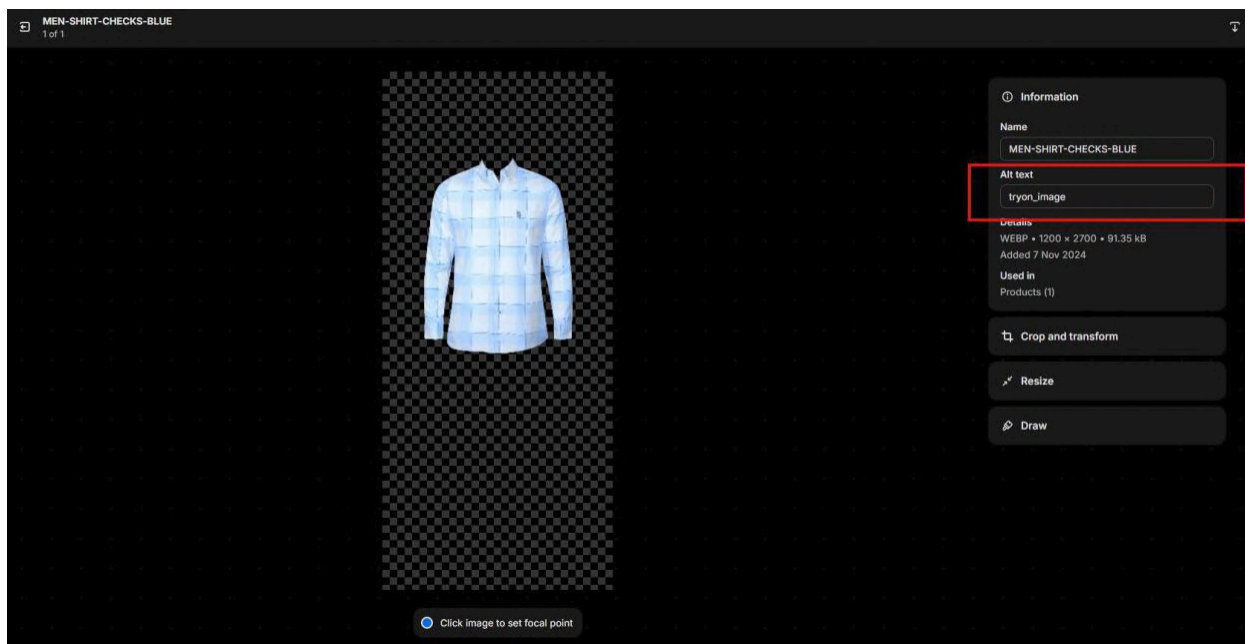 MEN-SHIRT-CHECKS-BLUE
1 of 1
Information
Name
MEN-SHIRT-CHECKS-BLUE
Alt text
tryon_image
Details
WEBP • 1200 × 2700 • 91.35 kB
Added 7 Nov 2024
Used in
Products (1)
Crop and transform
Resize
Draw
Click image to set focal point